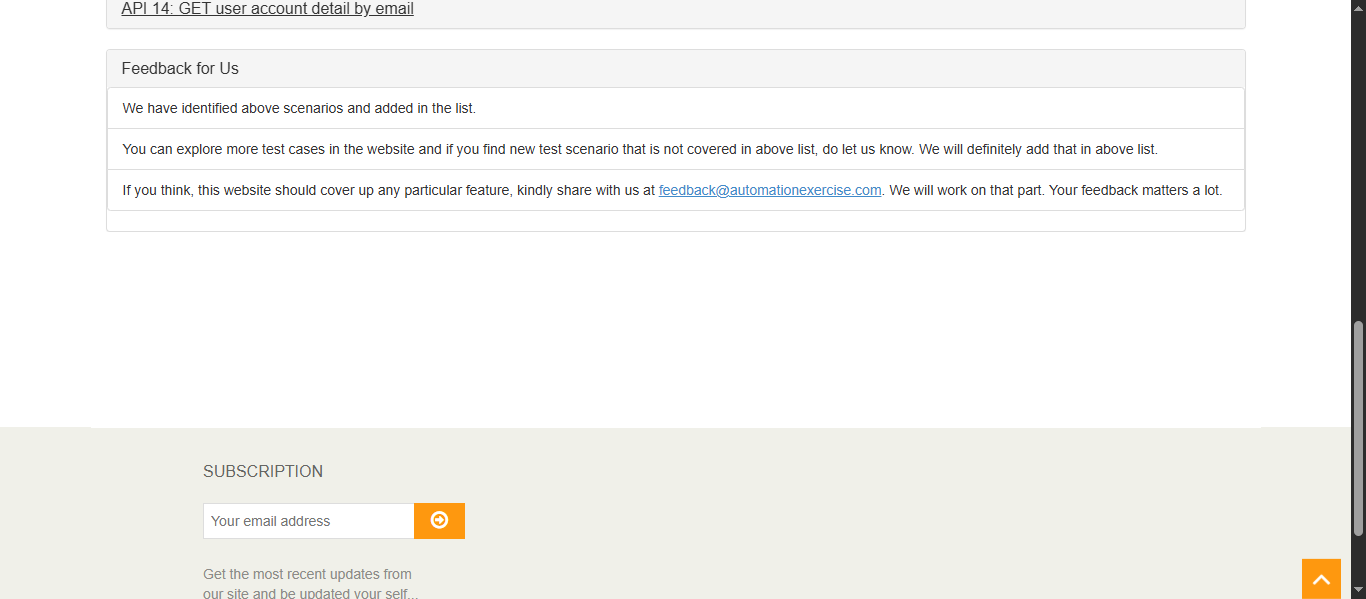 API 14: GET user account detail by email
Feedback for Us
We have identified above scenarios and added in the list.
You can explore more test cases in the website and if you find new test scenario that is not covered in above list, do let us know. We will definitely add that in above list.
If you think, this website should cover up any particular feature, kindly share with us at feedback@automationexercise.com. We will work on that part. Your feedback matters a lot.
SUBSCRIPTION
Your email address
Get the most recent updates from
our site and be updated your self...